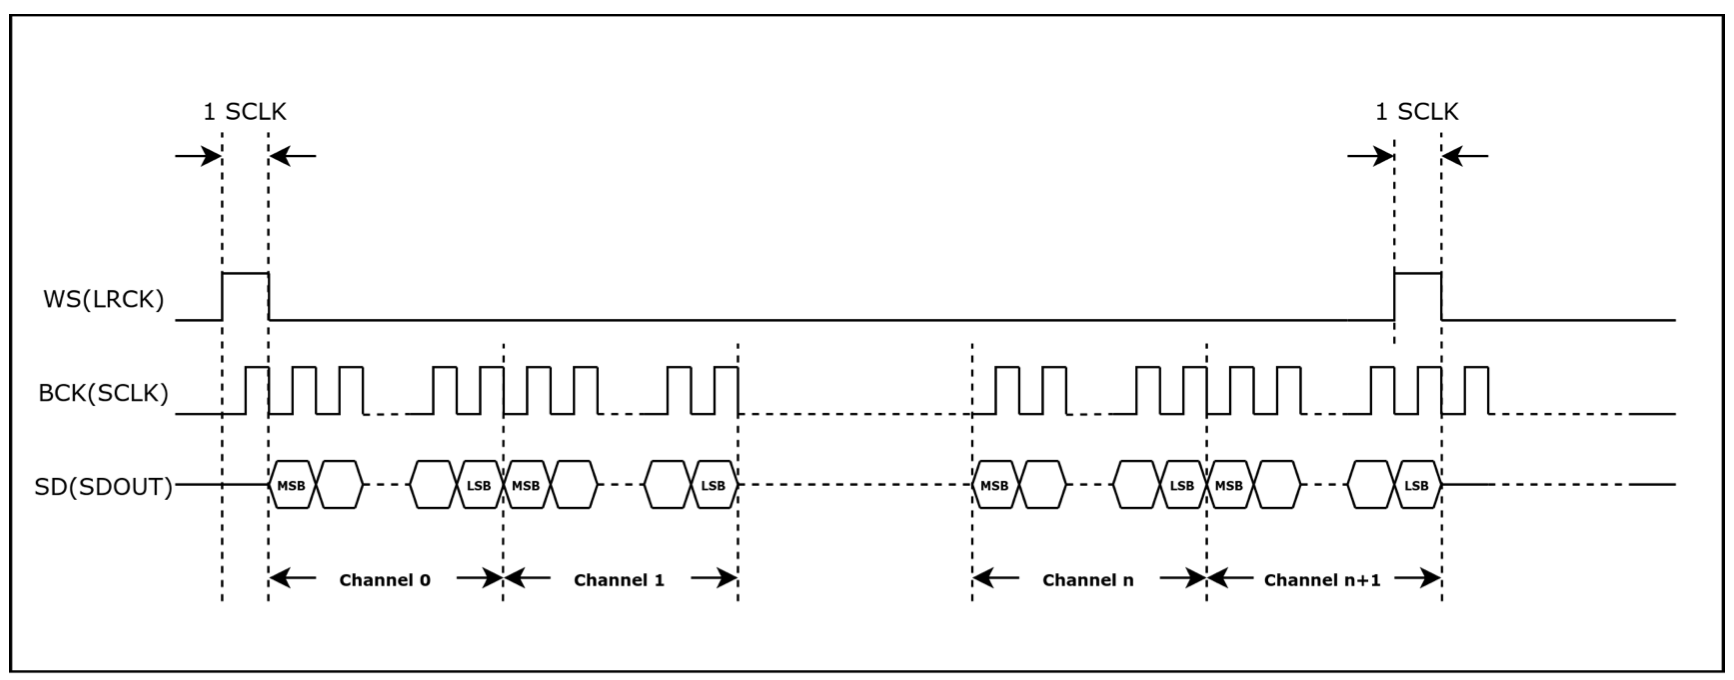 1 SCLK
1 SCLK
WS(LRCK)
BCK(SCLK)
SD(SDOUT)
MSB
LSB
MSB
LSB
MSB
LSB
MSB
LSB
Channel 0
Channel 1
Channel n
Channel n+1